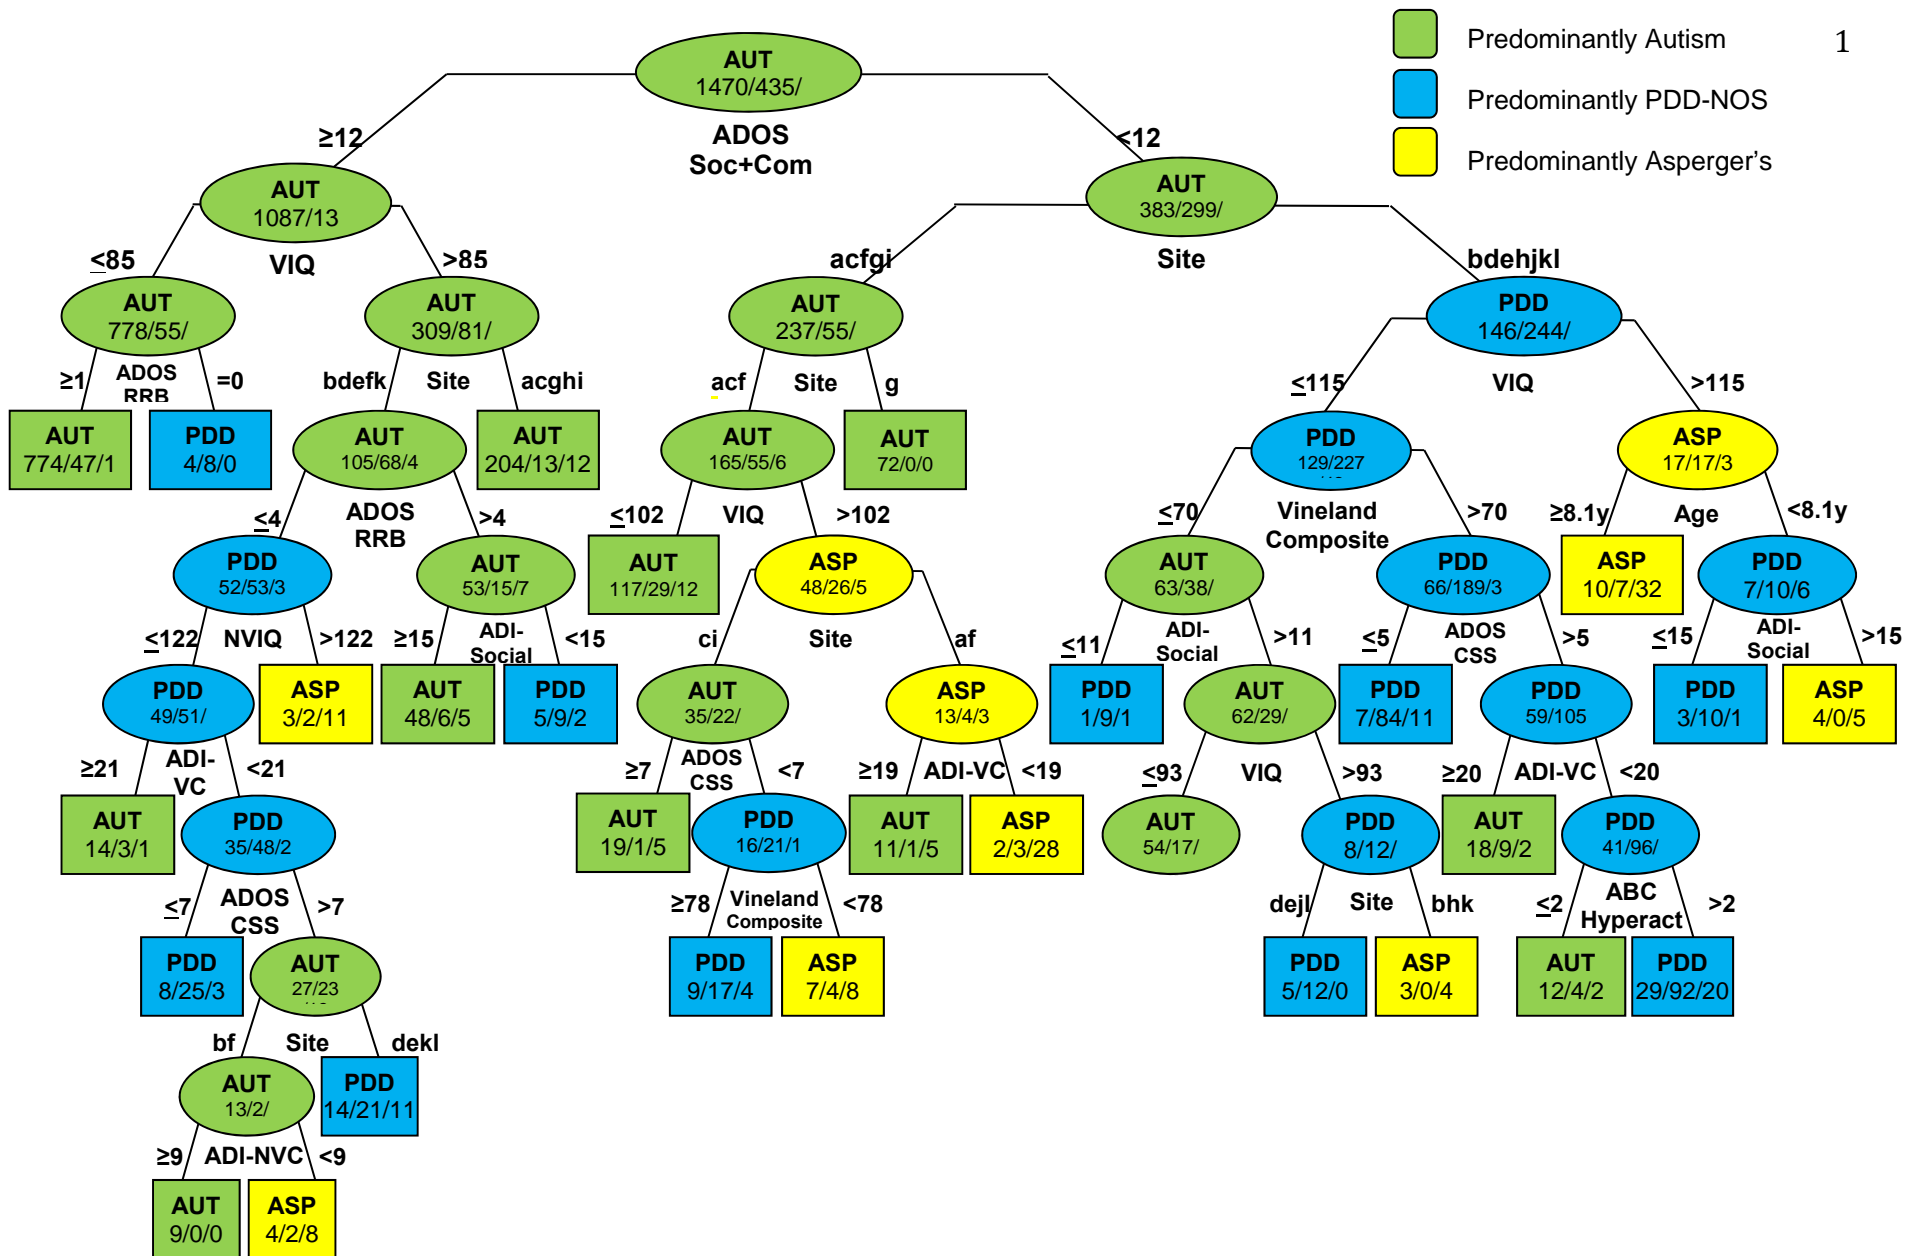 Predominantly Autism
1
Predominantly PDD-NOS
Predominantly Asperger's
AUT
1470/435/
ADOS
Soc+Com
≥12
<12
AUT
1087/13
VIQ
AUT
383/299/
Site
≤85
>85
acfgi
bdehjkl
AUT
778/55/
ADOS
RRB
AUT
309/81/
Site
AUT
237/55/
Site
PDD
146/244/
VIQ
≥1
=0
bdefk
acghi
acf
g
≤115
>115
AUT
774/47/1
PDD
4/8/0
AUT
105/68/4
ADOS
RRB
AUT
204/13/12
AUT
165/55/6
VIQ
AUT
72/0/0
PDD
129/227
Vineland
Composite
ASP
17/17/3
Age
≤4
>4
≤102
>102
≤70
>70
≥8.1y
<8.1y
PDD
52/53/3
NVIQ
AUT
53/15/7
ADI-
Social
AUT
117/29/12
ASP
48/26/5
Site
AUT
63/38/
ADI-
Social
PDD
66/189/3
ADOS
CSS
ASP
10/7/32
PDD
7/10/6
ADI-
Social
≤122
>122
≥15
<15
ci
af
≤11
>11
≤5
>5
≤15
>15
PDD
49/51/
ADI-
VC
ASP
3/2/11
AUT
48/6/5
PDD
5/9/2
AUT
35/22/
ADOS
CSS
ASP
13/4/3
ADI-VC
PDD
1/9/1
AUT
62/29/
VIQ
PDD
7/84/11
PDD
59/105
ADI-VC
PDD
3/10/1
ASP
4/0/5
≥21
<21
≥7
<7
≥19
<19
≤93
>93
≥20
<20
AUT
14/3/1
PDD
35/48/2
ADOS
CSS
AUT
19/1/5
PDD
16/21/1
Vineland
Composite
AUT
11/1/5
ASP
2/3/28
AUT
54/17/
PDD
8/12/
Site
AUT
18/9/2
PDD
41/96/
ABC
Hyperact
≤7
>7
≥78
<78
dejl
bhk
≤2
>2
PDD
8/25/3
AUT
27/23
Site
PDD
9/17/4
ASP
7/4/8
PDD
5/12/0
ASP
3/0/4
AUT
12/4/2
PDD
29/92/20
bf
dekl
AUT
13/2/
ADI-NVC
PDD
14/21/11
≥9
<9
AUT
9/0/0
ASP
4/2/8